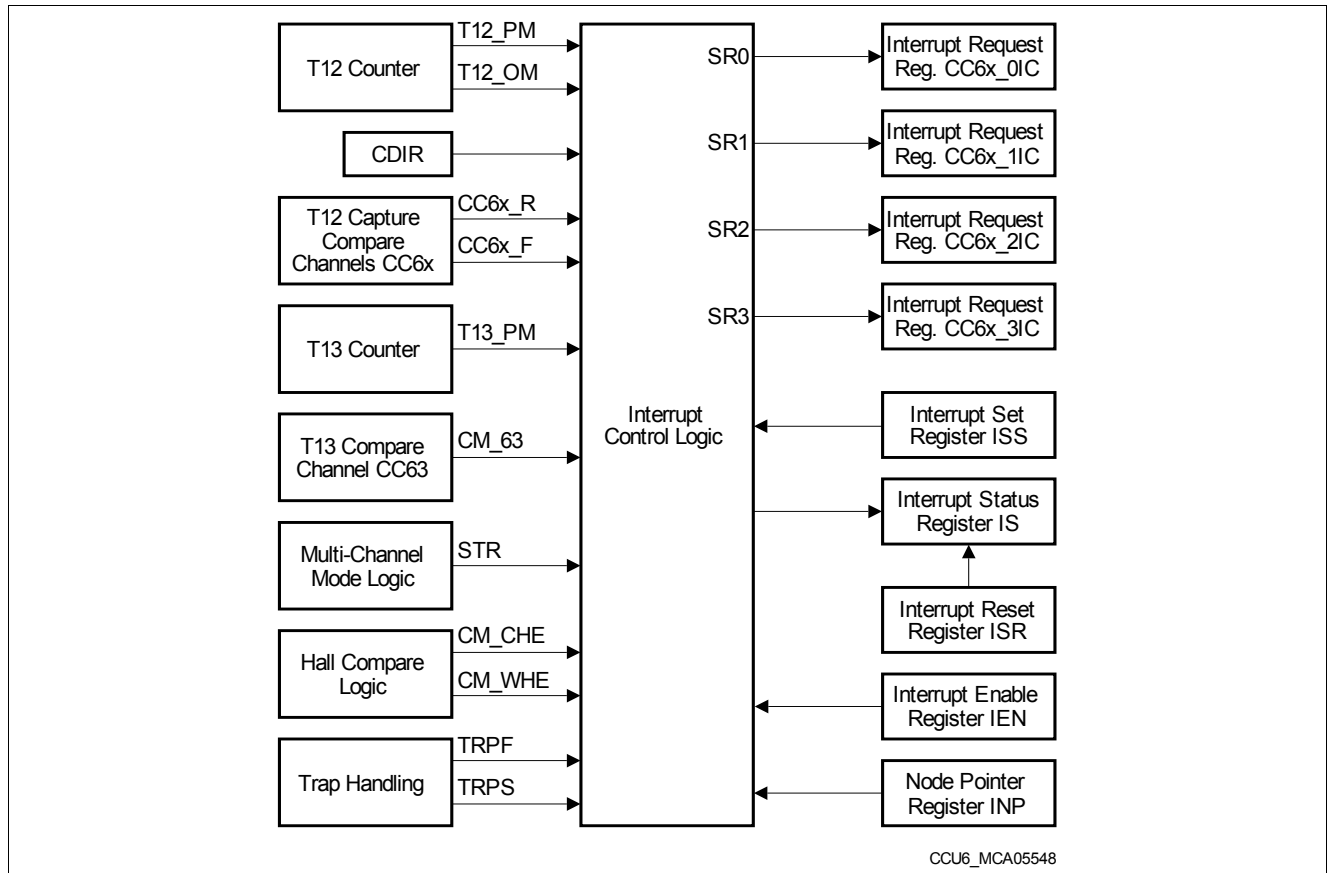 T12 Counter
T12_PM
T12_OM
CDIR
T12 Capture
Compare
Channels CC6x
CC6x_R
CC6x_F
T13 Counter
T13_PM
T13 Compare
Channel CC63
CM_63
Multi-Channel
Mode Logic
STR
Hall Compare
Logic
CM_CHE
CM_WHE
Trap Handling
TRPF
TRPS
Interrupt
Control Logic
SR0
SR1
SR2
SR3
Interrupt Request
Reg. CC6x_0IC
Interrupt Request
Reg. CC6x_1IC
Interrupt Request
Reg. CC6x_2IC
Interrupt Request
Reg. CC6x_3IC
Interrupt Set
Register ISS
Interrupt Status
Register IS
Interrupt Reset
Register ISR
Interrupt Enable
Register IEN
Node Pointer
Register INP
CCU6_MCA05548